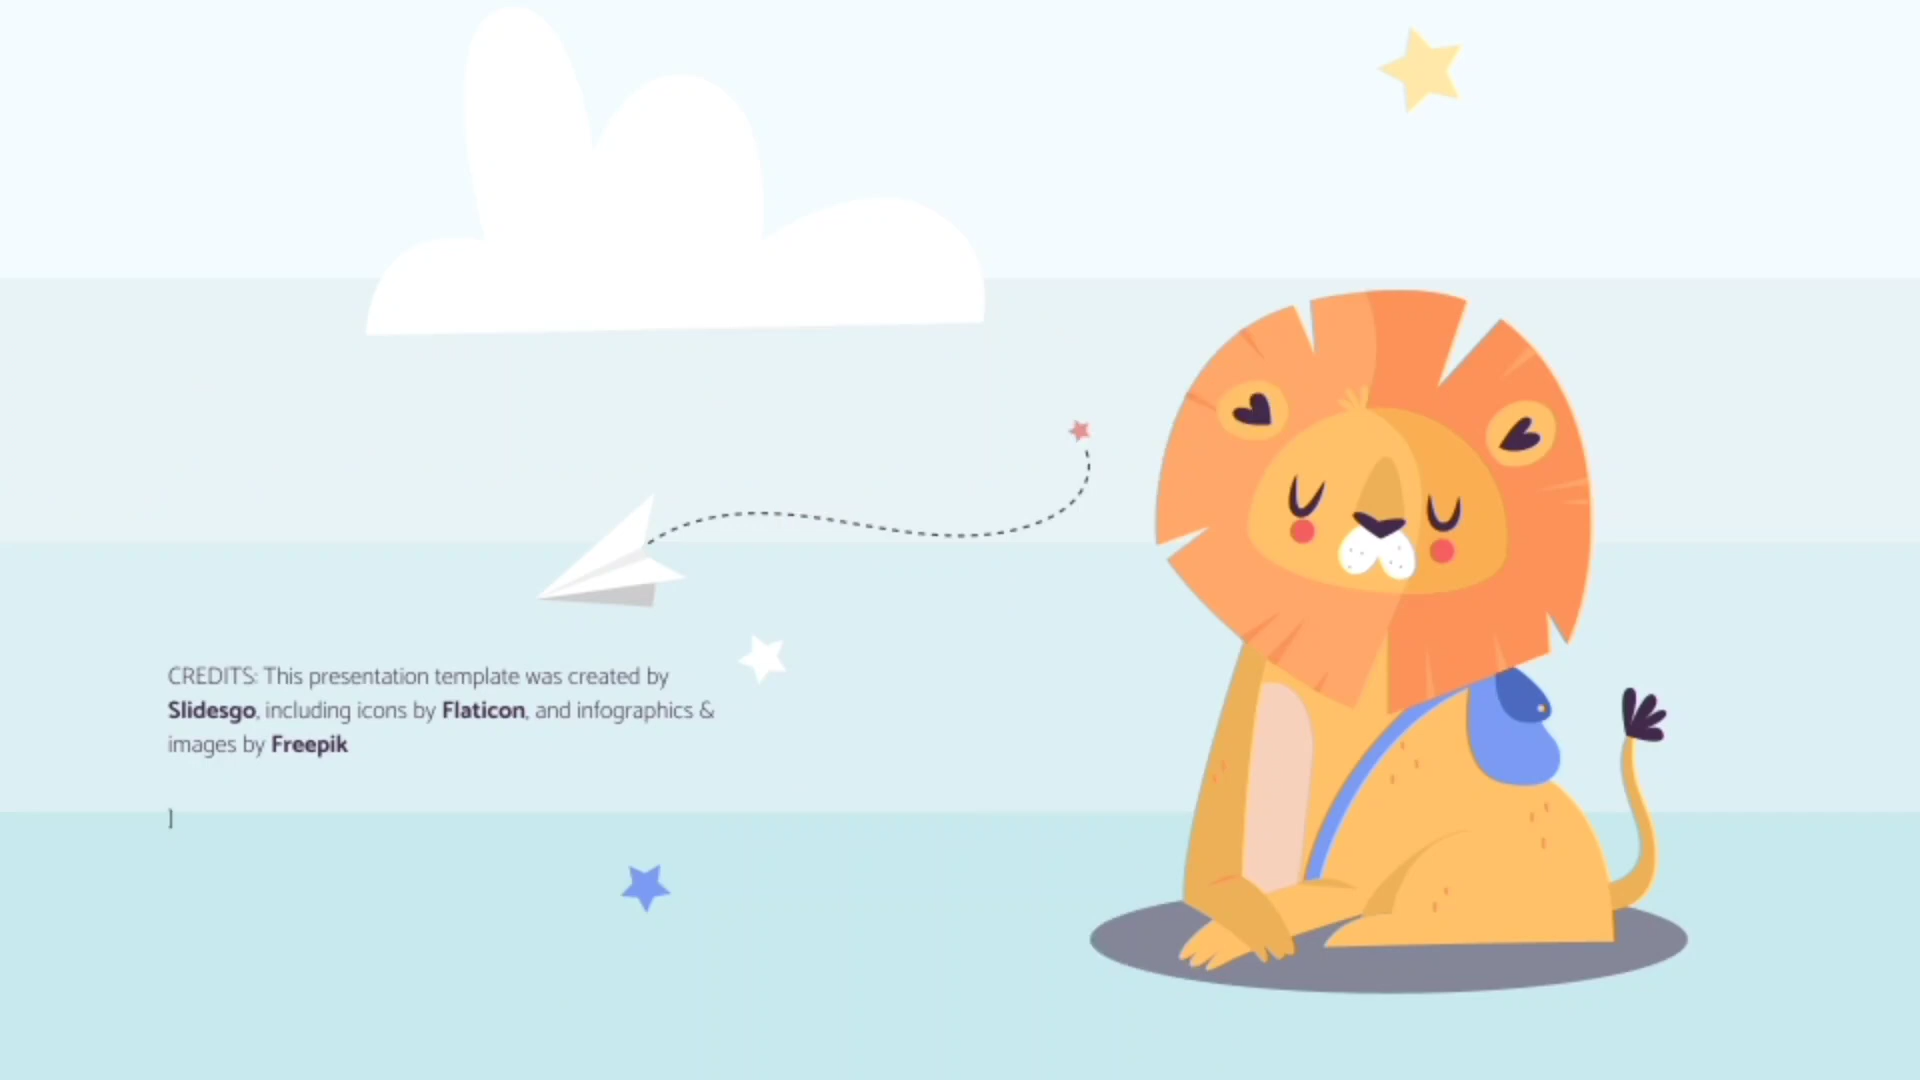 CREDITS: This presentation template was created by
Slidesgo, including icons by Flaticon, and infographics &
images by Freepik
]